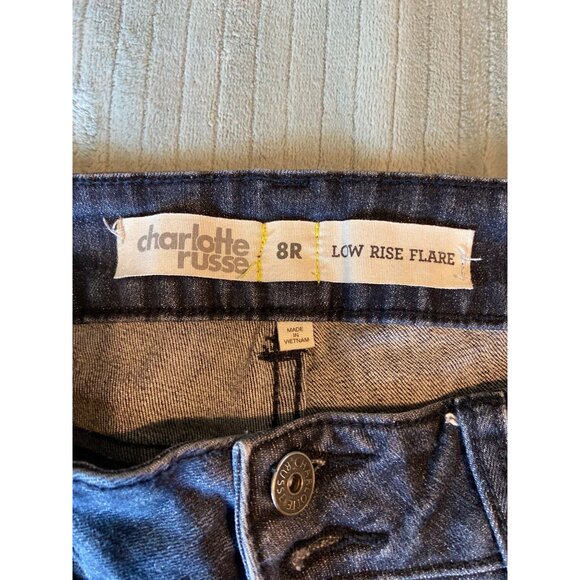 charlotte
russe
8R
LOW RISE FLARE
MADE
IN
VIETNAM